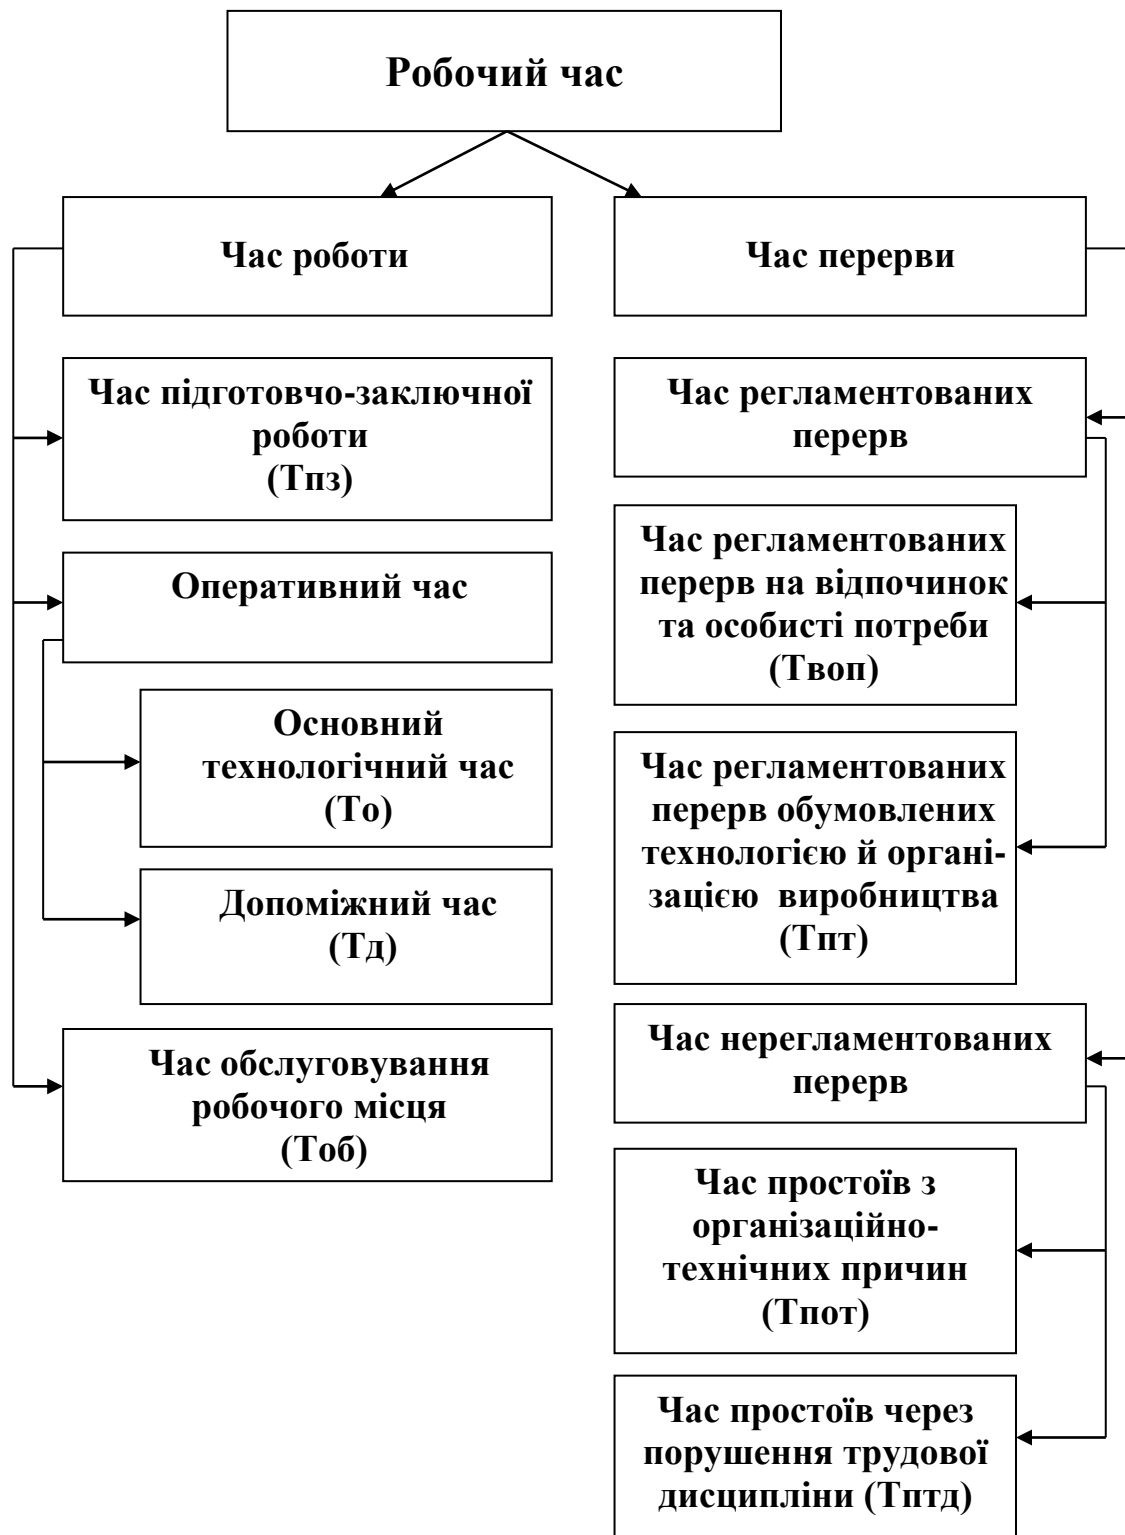 Робочий час
Час роботи
Час підготовчо-заключної
роботи
(Тпз)
Оперативний час
Основний
технологічний час
(То)
Допоміжний час
(Тд)
Час обслуговування
робочого місця
(Тоб)
Час перерви
Час регламентованих
перерв
Час регламентованих
перерв на відпочинок
та особисті потреби
(Твоп)
Час регламентованих
перерв обумовлених
технологією й органі-
зацією виробництва
(Тпт)
Час нерегламентованих
перерв
Час простоїв з
організаційно-
технічних причин
(Тпот)
Час простоїв через
порушення трудової
дисципліни (Тптд)